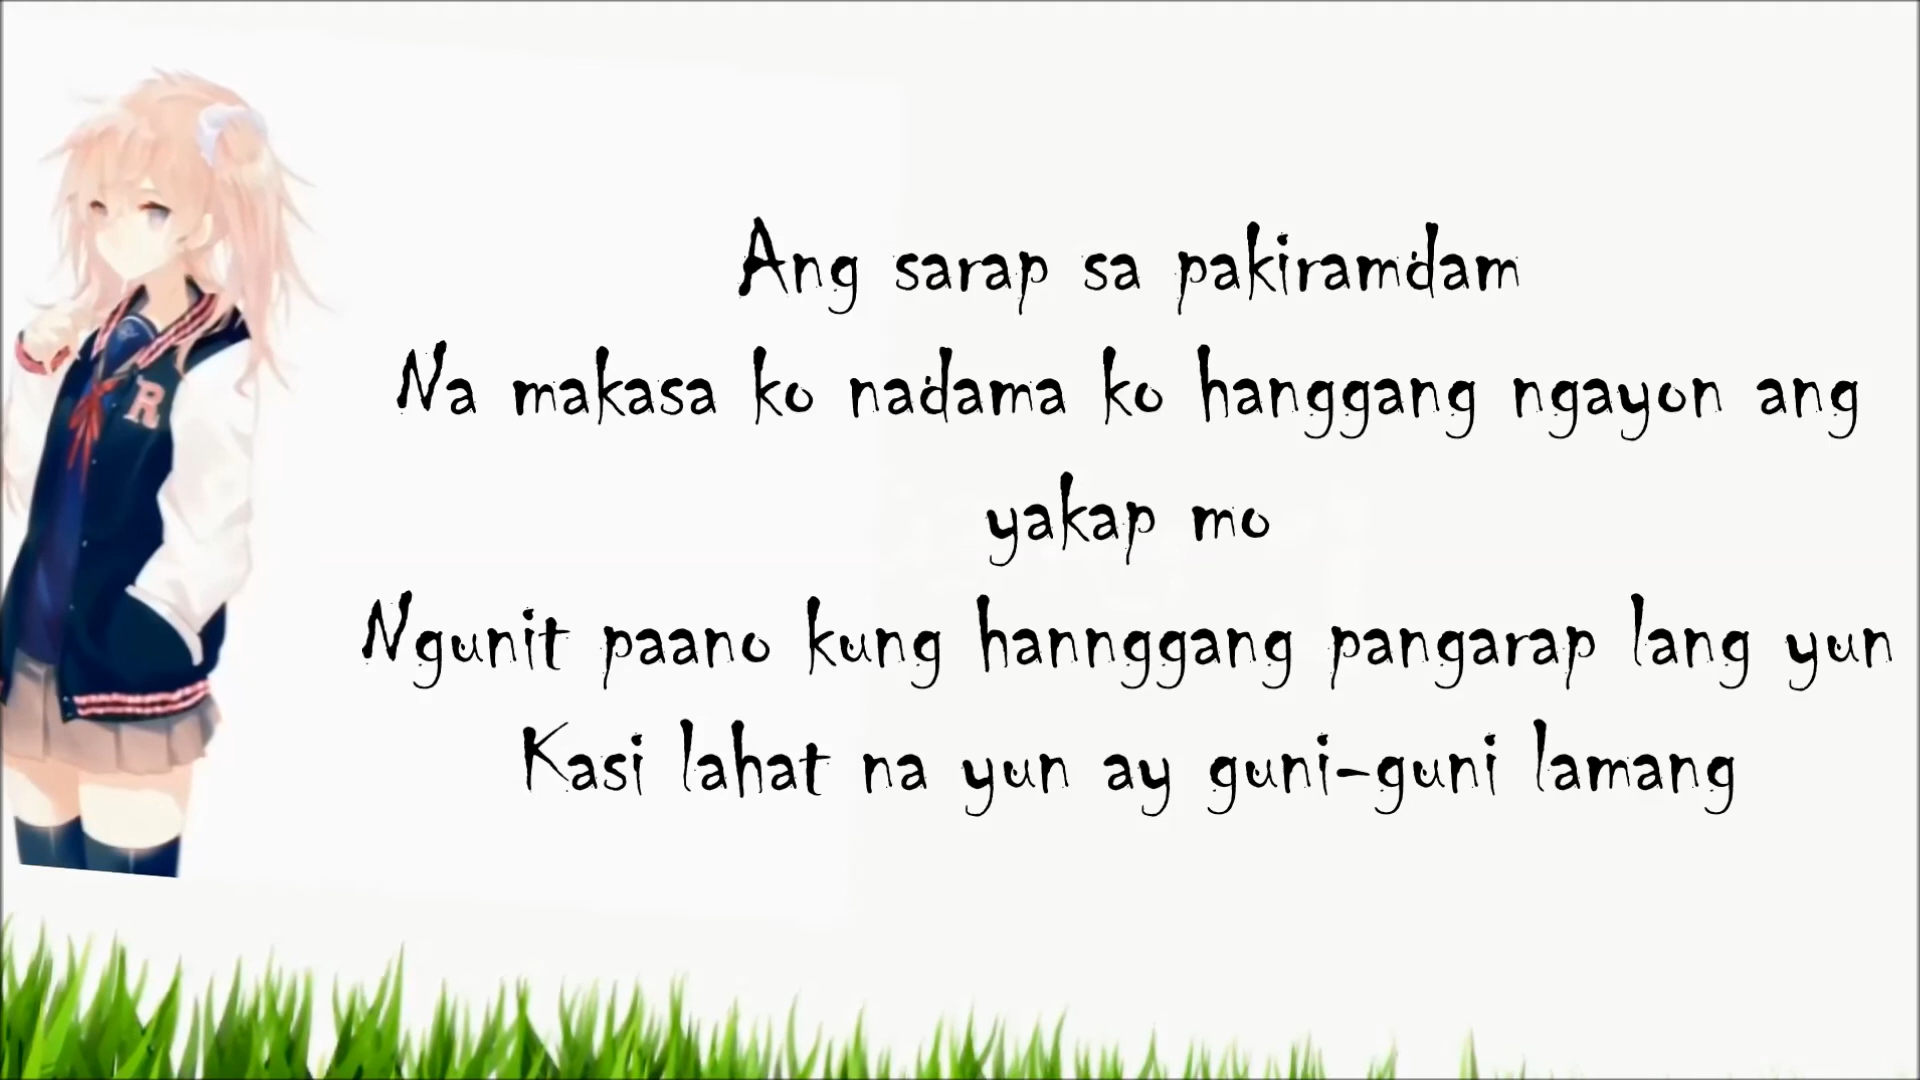 R
Ang sarap sa pakiramdam
Na makasa ko nadama ko hanggang ngayon ang
yakap mo
Ngunit paano kung hannggang pangarap lang yun
Kasi lahat na yun ay guni-guni lamang